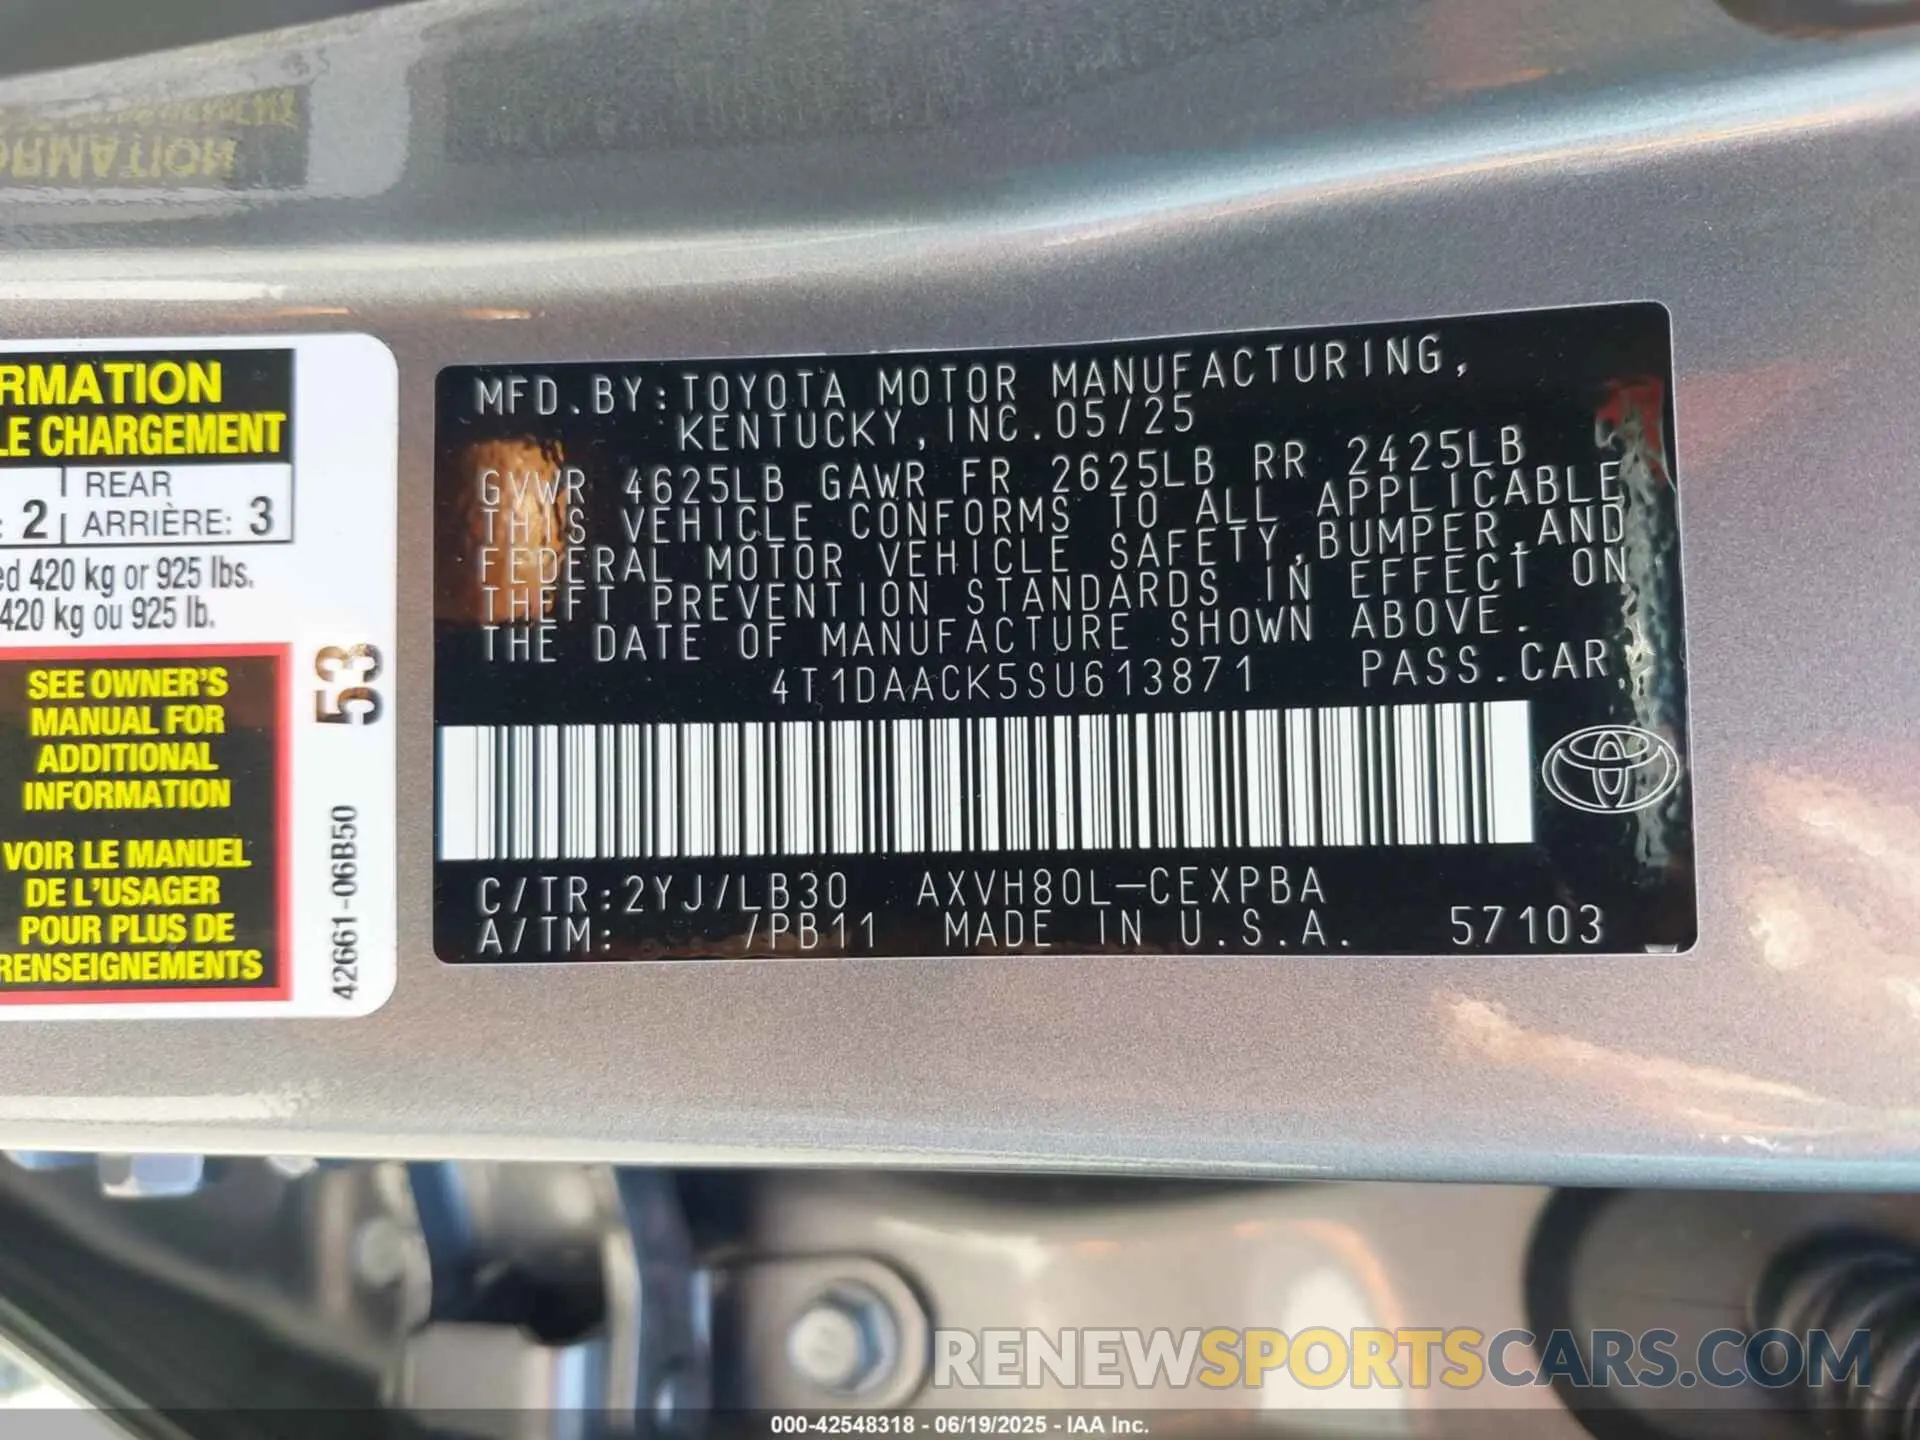 RMATION
LE CHARGEMENT
2 REAR
ARRIÈRE: 3
ed 420 kg or 925 lbs.
420 kg ou 925 lb.
SEE OWNER'S
MANUAL FOR
ADDITIONAL
INFORMATION
VOIR LE MANUEL
DE L'USAGER
POUR PLUS DE
RENSEIGNEMENTS
53
42661-06B50
MFD.BY:TOYOTA MOTOR MANUFACTURING,
KENTUCKY,INC.05/25
GVWR 4625LB GAWR FR 2625LB RR 2425LB
THIS VEHICLE CONFORMS TO ALL APPLICABLE
FEDERAL MOTOR VEHICLE SAFETY,BUMPER,AND
THEFT PREVENTION STANDARDS IN EFFECT ON
THE DATE OF MANUFACTURE SHOWN ABOVE.
4T1DAACK5SU613871 PASS.CAR
C/TR:2YJ/LB30 AXVH80L-CEXPBA
A/TM: /PB11 MADE IN U.S.A. 57103
RENEWSPORTSCARS.COM
000-42548318 - 06/19/2025 - IAA Inc.